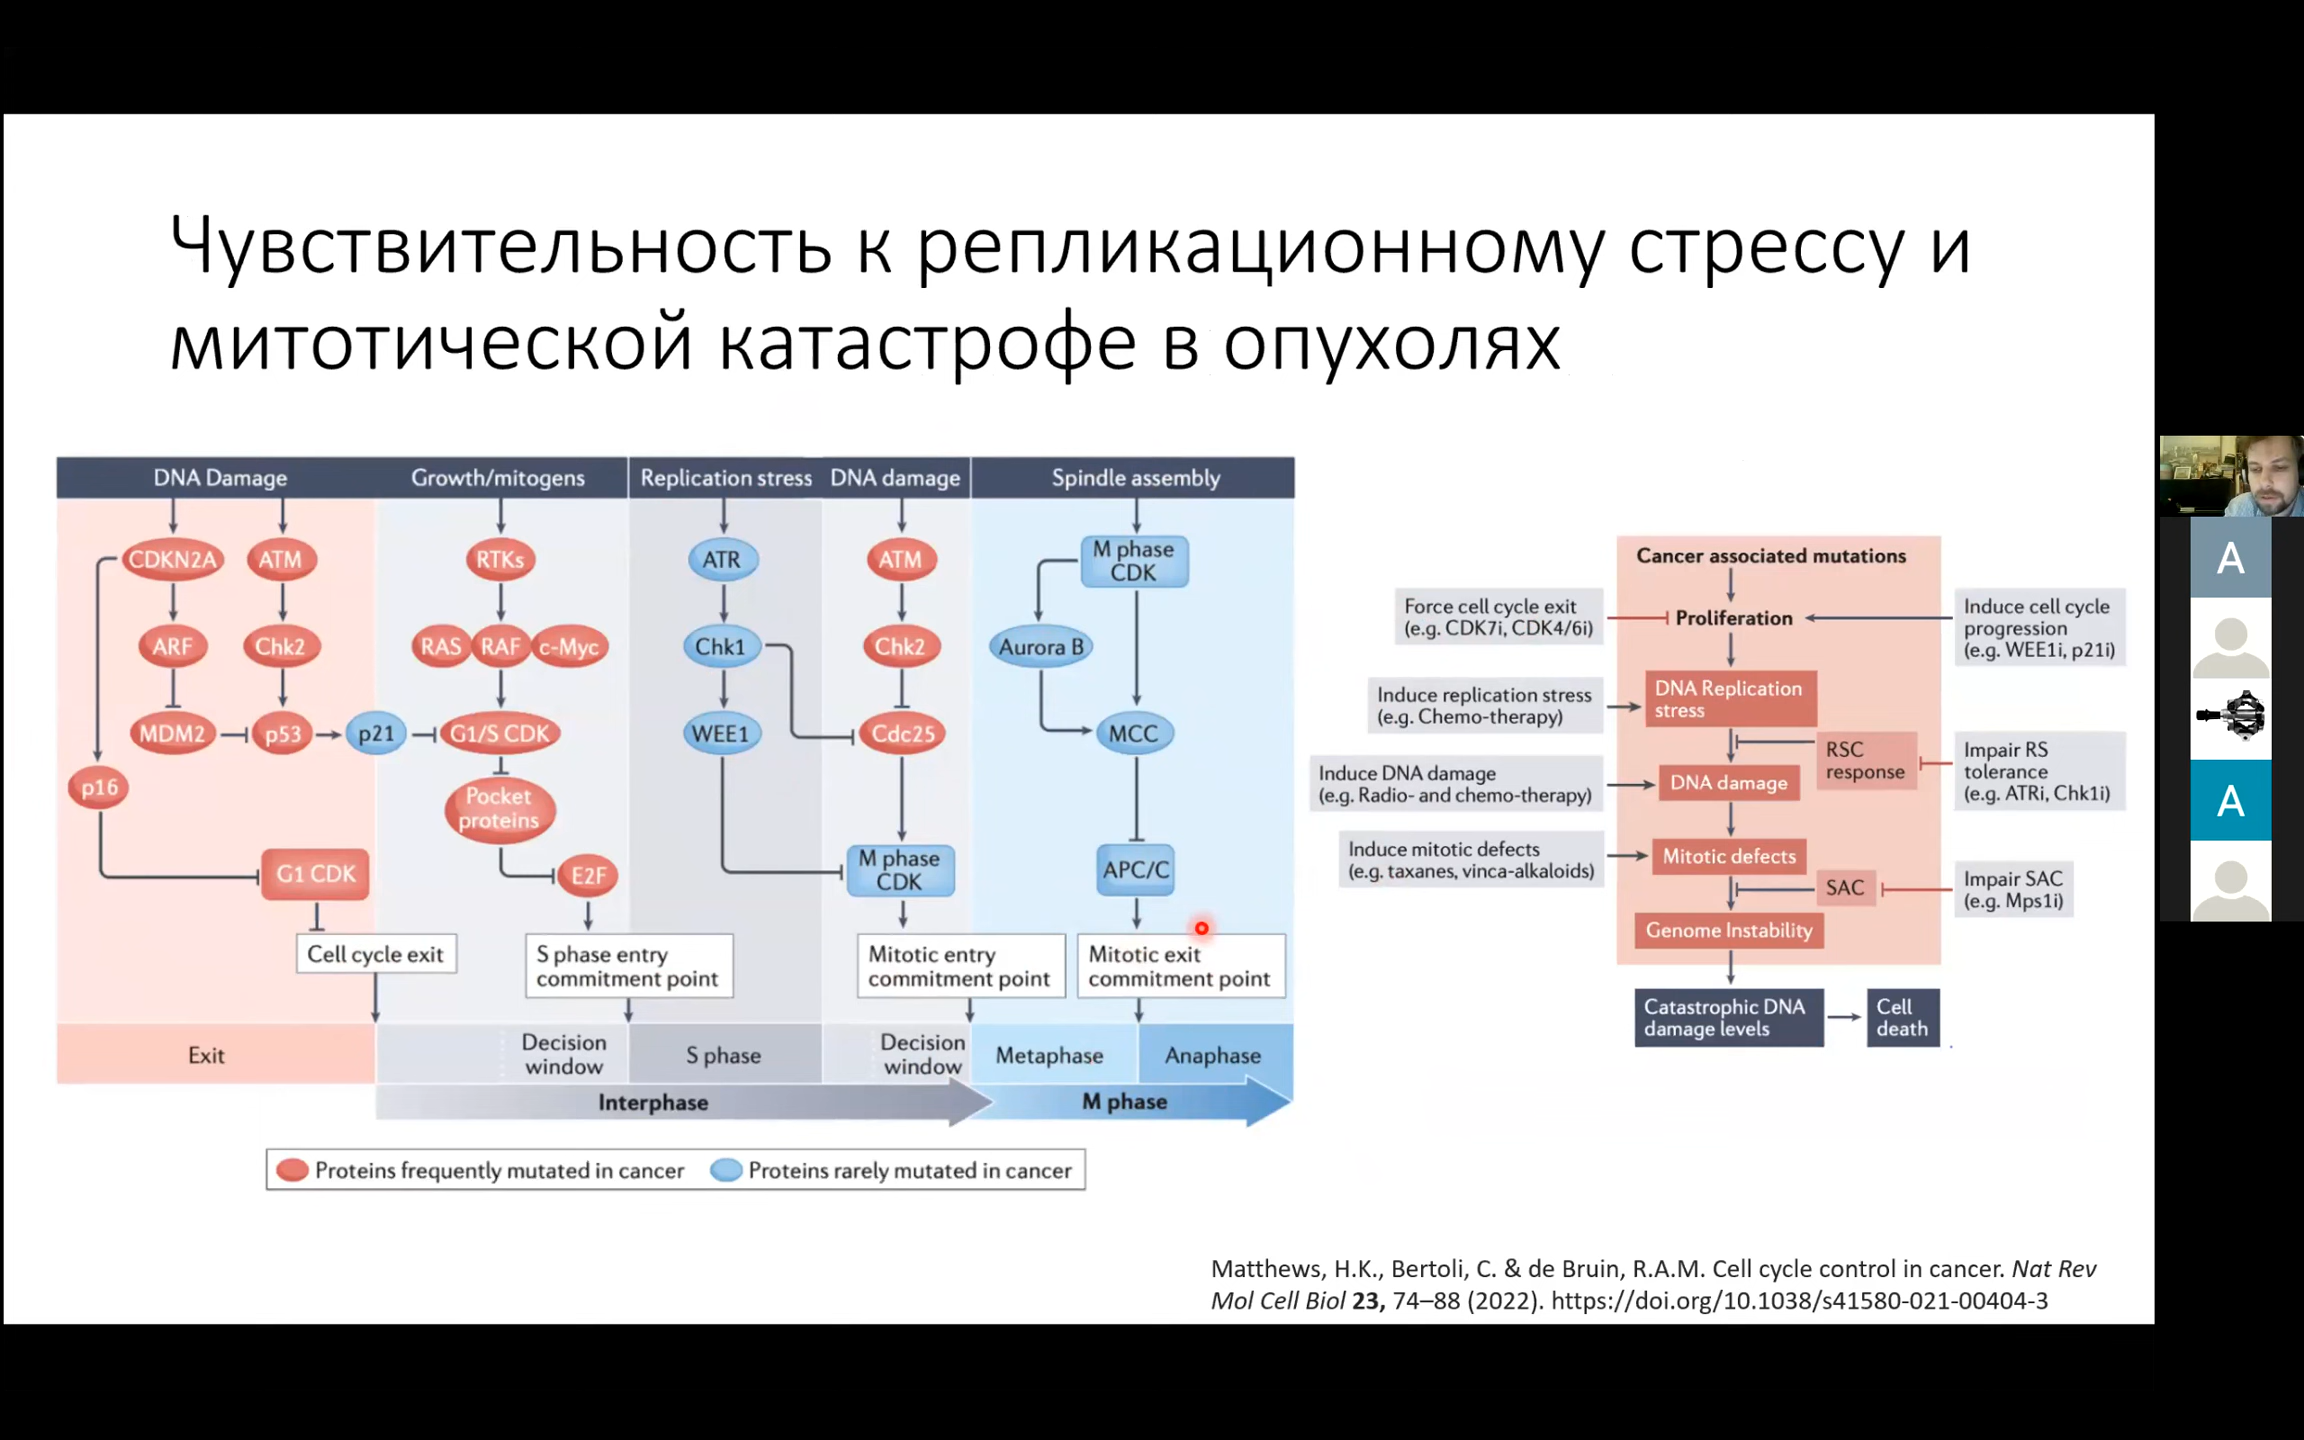 Чувствительность к репликационному стрессу и
митотической катастрофе в опухолях
DNA Damage
Growth/mitogens
Replication stress
DNA damage
Spindle assembly
CDKN2A
ATM
RTKs
ATR
ATM
M phase
CDK
ARF
Chk2
RAS
RAF
c-Myc
Chk1
Chk2
Aurora B
MDM2
p53
p21
G1/S CDK
WEE1
Cdc25
MCC
p16
Pocket
proteins
G1 CDK
E2F
M phase
CDK
APC/C
Cell cycle exit
S phase entry
commitment point
Mitotic entry
commitment point
Mitotic exit
commitment point
Exit
Decision
window
S phase
Decision
window
Metaphase
Anaphase
Interphase
M phase
Proteins frequently mutated in cancer
Proteins rarely mutated in cancer
Cancer associated mutations
Force cell cycle exit
(e.g. CDK7i, CDK4/6i)
Proliferation
Induce cell cycle
progression
(e.g. WEE1i, p21i)
Induce replication stress
(e.g. Chemo-therapy)
DNA Replication
stress
RSC
response
Impair RS
tolerance
(e.g. ATRi, Chk1i)
Induce DNA damage
(e.g. Radio- and chemo-therapy)
DNA damage
Induce mitotic defects
(e.g. taxanes, vinca-alkaloids)
Mitotic defects
SAC
Impair SAC
(e.g. Mps1i)
Genome Instability
Catastrophic DNA
damage levels
Cell
death
Matthews, H.K., Bertoli, C. & de Bruin, R.A.M. Cell cycle control in cancer. Nat Rev
Mol Cell Biol 23, 74–88 (2022). https://doi.org/10.1038/s41580-021-00404-3
A
A